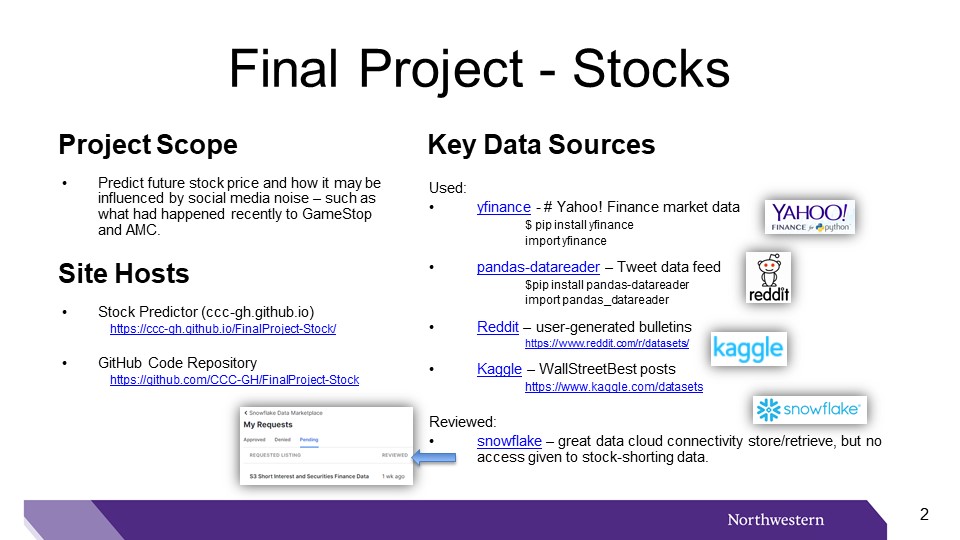 Final Project - Stocks
Project Scope
• Predict future stock price and how it may be
influenced by social media noise – such as
what had happened recently to GameStop
and AMC.
Site Hosts
• Stock Predictor (ccc-gh.github.io)
https://ccc-gh.github.io/FinalProject-Stock/
• GitHub Code Repository
https://github.com/CCC-GH/FinalProject-Stock
Key Data Sources
Used:
• yfinance - # Yahoo! Finance market data
$ pip install yfinance
import yfinance
• pandas-datareader – Tweet data feed
$pip install pandas-datareader
import pandas_datareader
• Reddit – user-generated bulletins
https://www.reddit.com/r/datasets/
• Kaggle – WallStreetBest posts
https://www.kaggle.com/datasets
Reviewed:
• snowflake – great data cloud connectivity store/retrieve, but no
access given to stock-shorting data.
YAHOO!
FINANCE for python
reddit
kaggle
snowflake
< Snowflake Data Marketplace
My Requests
Approved Denied Pending
REQUESTED LISTING REVIEWED
S3 Short Interest and Securities Finance Data 1 wk ago
Northwestern
2